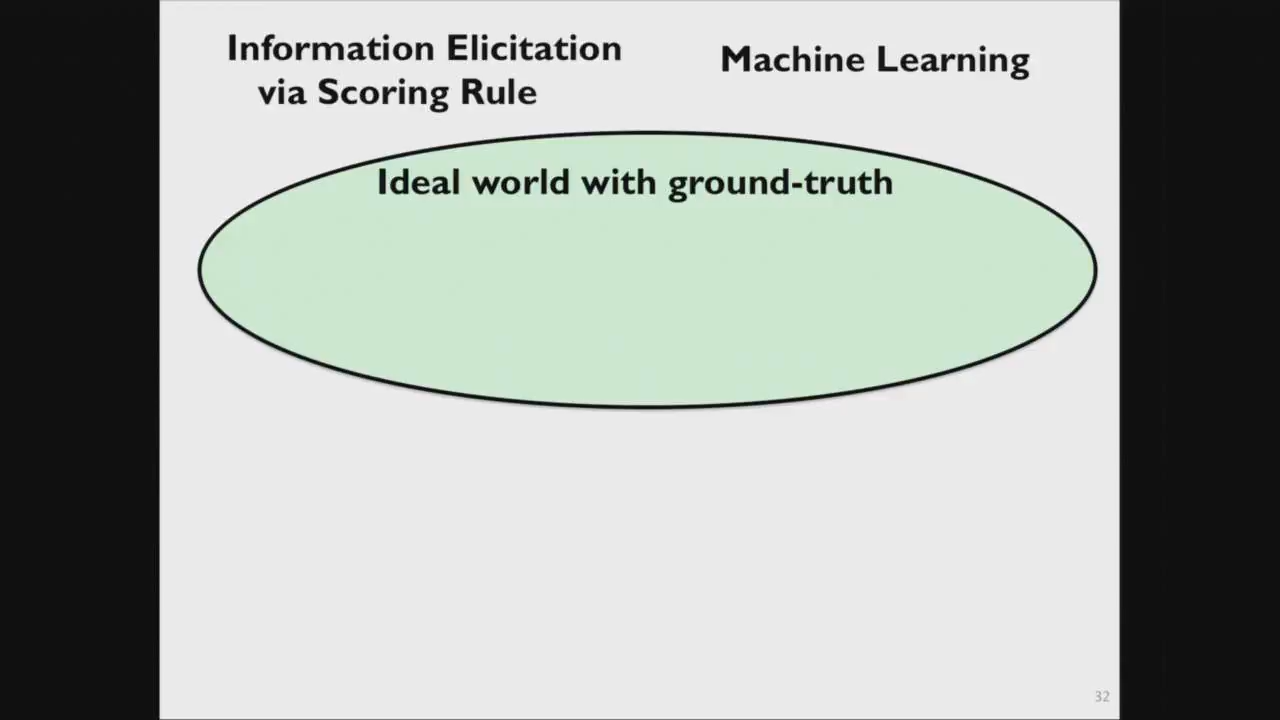 Information Elicitation
via Scoring Rule
Machine Learning
Ideal world with ground-truth
32